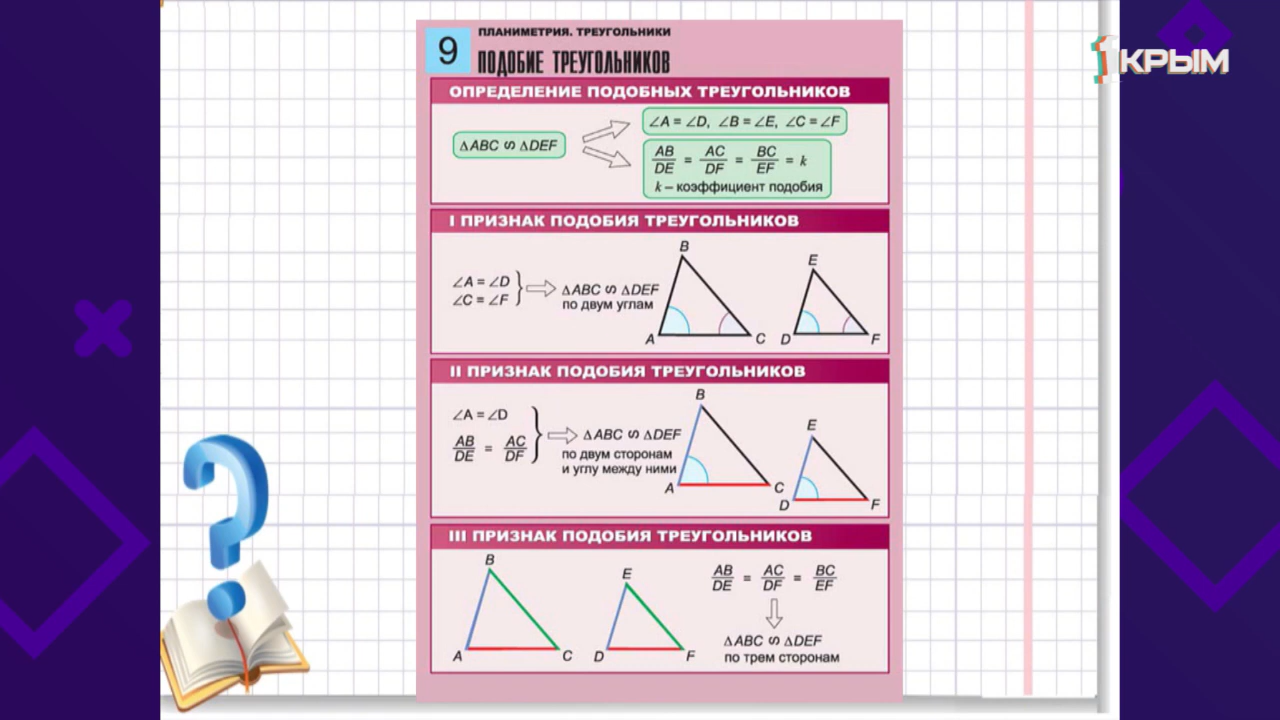 1 КРЫМ
9
ПЛАНИМЕТРИЯ. ТРЕУГОЛЬНИКИ
ПОДОБИЕ ТРЕУГОЛЬНИКОВ
ОПРЕДЕЛЕНИЕ ПОДОБНЫХ ТРЕУГОЛЬНИКОВ
ΔABC ∽ ΔDEF
∠A = ∠D, ∠B = ∠E, ∠C = ∠F
AB/DE = AC/DF = BC/EF = k
k – коэффициент подобия
I ПРИЗНАК ПОДОБИЯ ТРЕУГОЛЬНИКОВ
∠A = ∠D
∠C = ∠F
ΔABC ∽ ΔDEF
по двум углам
B
A
C
E
D
F
II ПРИЗНАК ПОДОБИЯ ТРЕУГОЛЬНИКОВ
∠A = ∠D
AB/DE = AC/DF
ΔABC ∽ ΔDEF
по двум сторонам
и углу между ними
B
A
C
E
D
F
III ПРИЗНАК ПОДОБИЯ ТРЕУГОЛЬНИКОВ
B
A
C
E
D
F
AB/DE = AC/DF = BC/EF
ΔABC ∽ ΔDEF
по трем сторонам